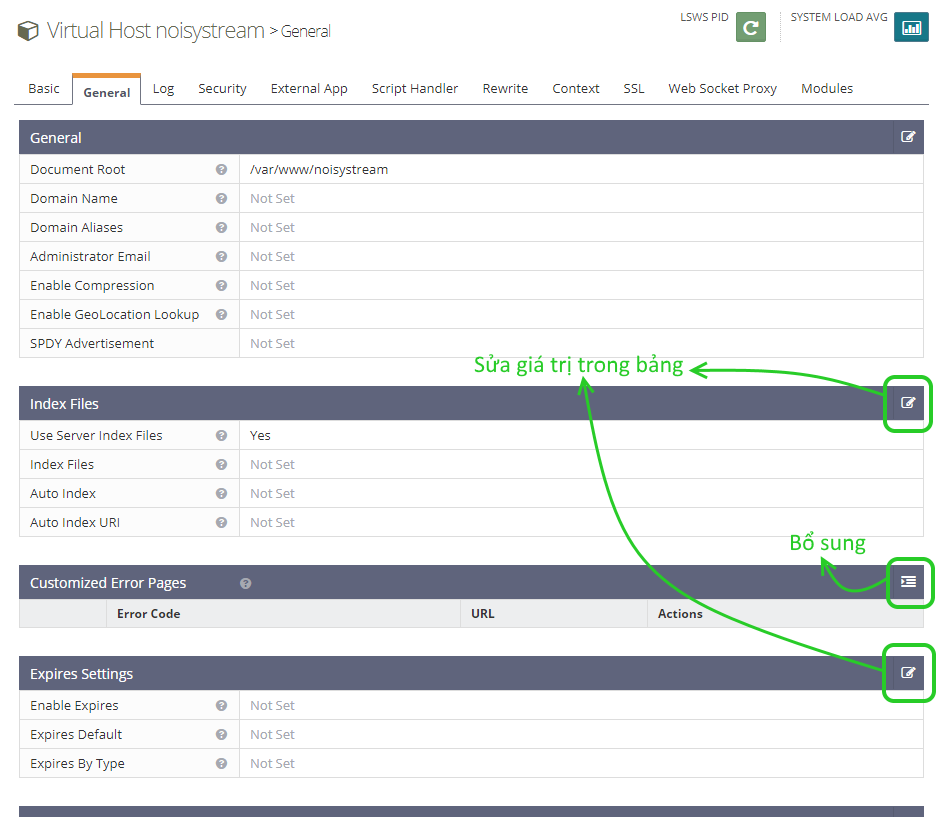 Virtual Host noisystream > General
LSWS PID
SYSTEM LOAD AVG
Basic General Log Security External App Script Handler Rewrite Context SSL Web Socket Proxy Modules
General
Document Root /var/www/noisystream
Domain Name Not Set
Domain Aliases Not Set
Administrator Email Not Set
Enable Compression Not Set
Enable GeoLocation Lookup Not Set
SPDY Advertisement Not Set
Sửa giá trị trong bảng
Index Files
Use Server Index Files Yes
Index Files Not Set
Auto Index Not Set
Auto Index URI Not Set
Bổ sung
Customized Error Pages
Error Code URL Actions
Expires Settings
Enable Expires Not Set
Expires Default Not Set
Expires By Type Not Set